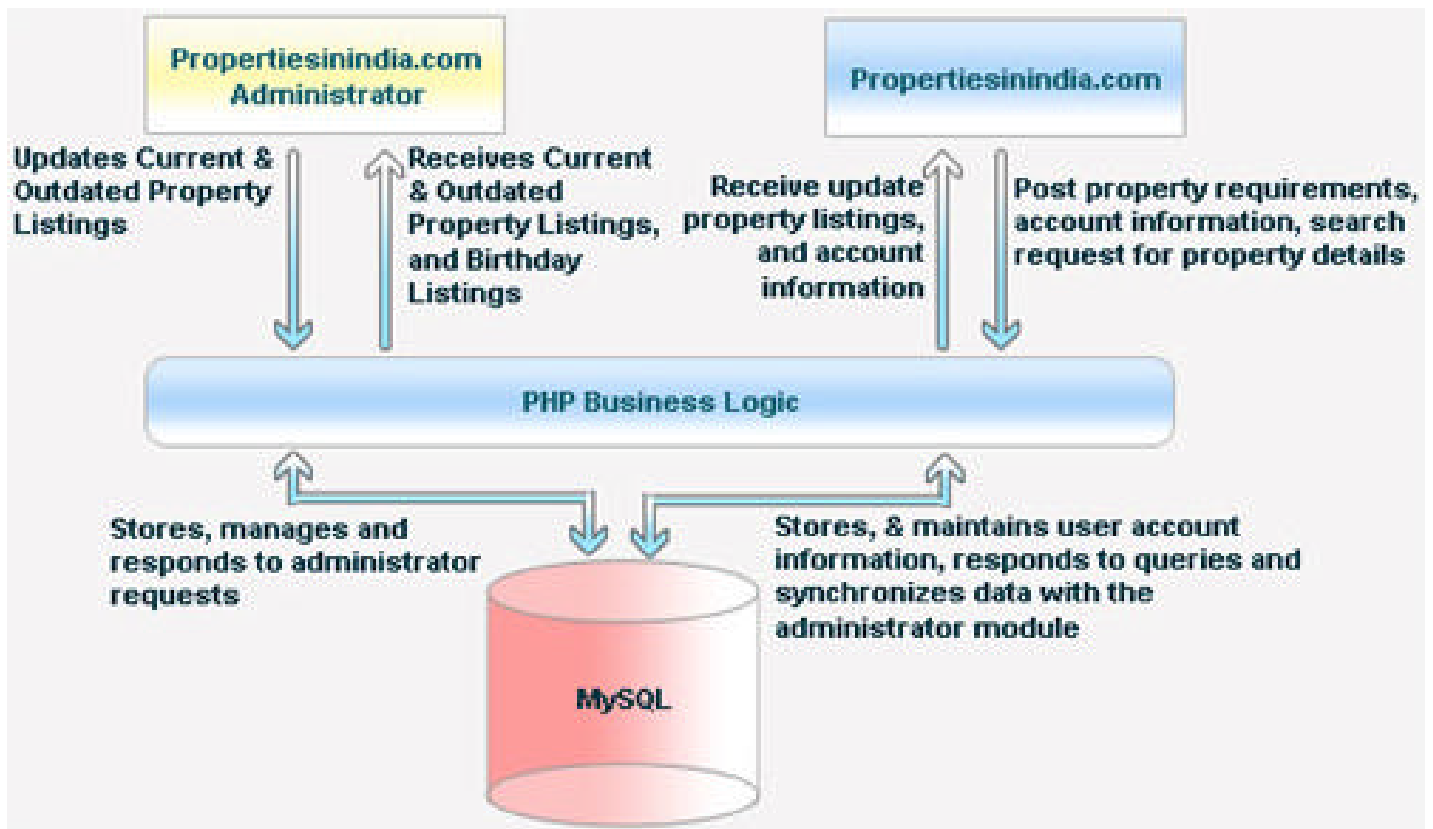 Propertiesinindia.com
Administrator
Propertiesinindia.com
Updates Current &
Outdated Property
Listings
Receives Current
& Outdated
Property Listings,
and Birthday
Listings
Receive update
property listings,
and account
information
Post property requirements,
account information, search
request for property details
PHP Business Logic
Stores, manages and
responds to administrator
requests
Stores, & maintains user account
information, responds to queries and
synchronizes data with the
administrator module
MySQL